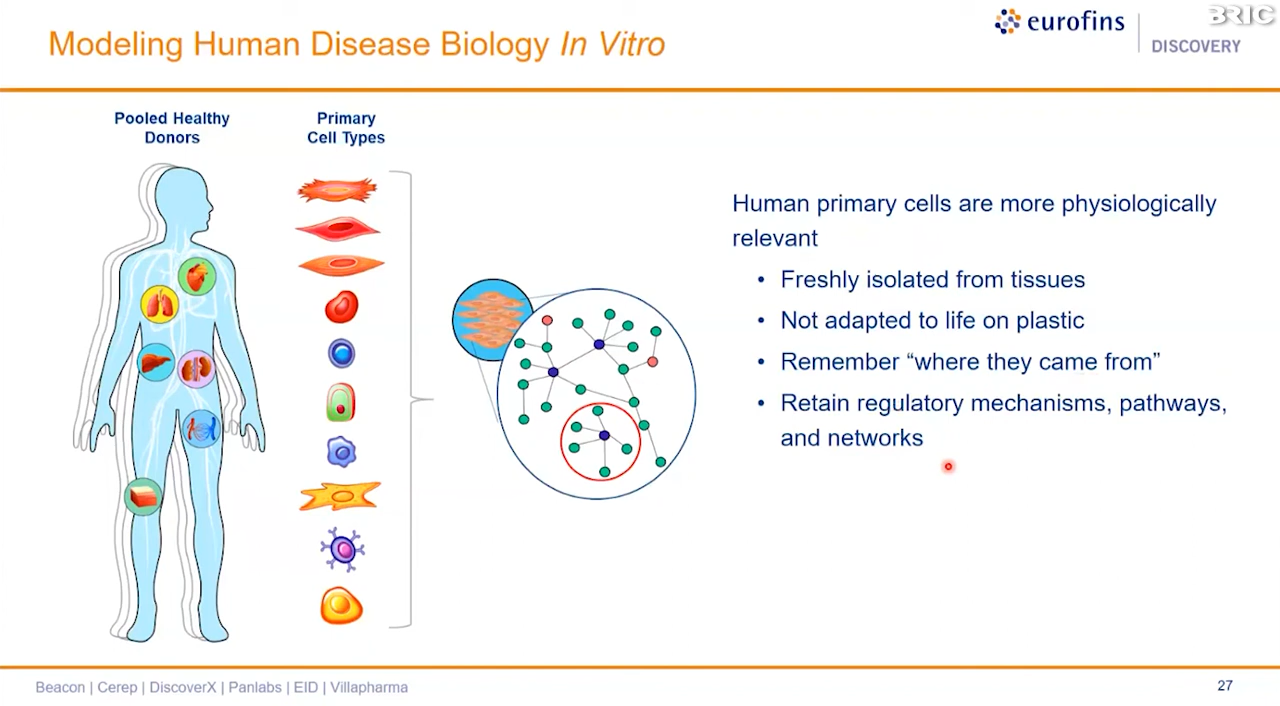 Modeling Human Disease Biology In Vitro
eurofins
DISCOVERY
BRIC
Pooled Healthy
Donors
Primary
Cell Types
Human primary cells are more physiologically
relevant
• Freshly isolated from tissues
• Not adapted to life on plastic
• Remember “where they came from”
• Retain regulatory mechanisms, pathways,
and networks
Beacon | Cerep | DiscoverX | Panlabs | EID | Villapharma
27